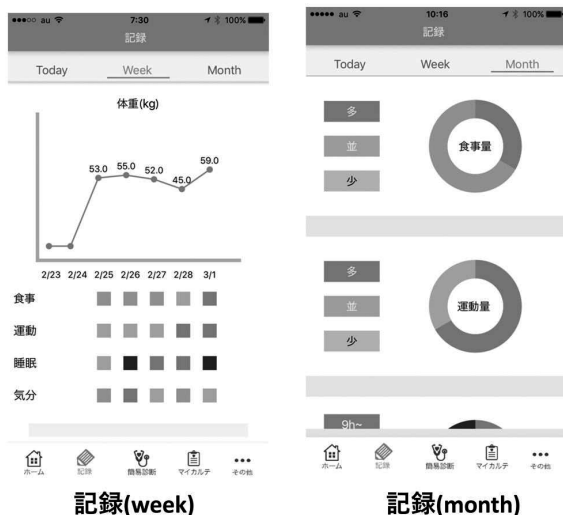 ●●●○○ au 7:30 100%
記録
Today Week Month
体重(kg)
53.0 55.0 52.0 45.0 59.0
2/23 2/24 2/25 2/26 2/27 2/28 3/1
食事
運動
睡眠
気分
ホーム 記録 簡易診断 マイカルテ その他
記録(week)
●●●●● au 10:16 100%
記録
Today Week Month
多
並
少
食事量
多
並
少
運動量
9h~
ホーム 記録 簡易診断 マイカルテ その他
記録(month)